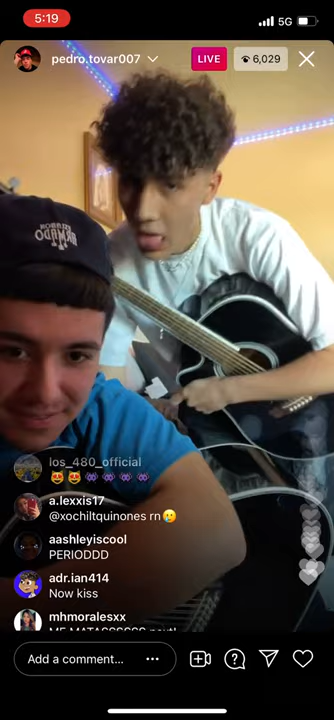 5:19
5G
pedro.tovar007
LIVE
6,029
los_480_official
😻😻👾👾👾👾👾
a.lexxis17
@xochiltquinones rn🥲
aashleyiscool
PERIODDD
adr.ian414
Now kiss
mhmoralesxx
Add a comment...